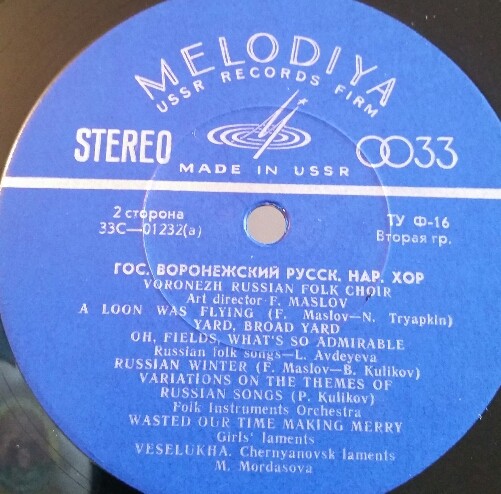 MELODIYA
USSR RECORDS FIRM
STEREO
33
MADE IN USSR
2 сторона
33С—01232(а)
ТУ Ф-16
Вторая гр.
ГОС. ВОРОНЕЖСКИЙ РУССК. НАР. ХОР
VORONEZH RUSSIAN FOLK CHOIR
Art director F. MASLOV
A LOON WAS FLYING (F. Maslov—N. Tryapkin)
YARD, BROAD YARD
OH, FIELDS, WHAT'S SO ADMIRABLE
Russian folk songs—L. Avdeyeva
RUSSIAN WINTER (F. Maslov—B. Kulikov)
VARIATIONS ON THE THEMES OF
RUSSIAN SONGS (P. Kulikov)
Folk Instruments Orchestra
WASTED OUR TIME MAKING MERRY
Girls' laments
VESELUKHA. Chernyanovsk laments
M. Mordasova